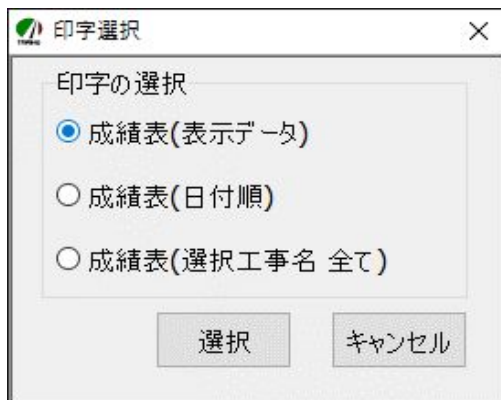 印字選択
印字の選択
成績表(表示データ)
成績表(日付順)
成績表(選択工事名 全て)
選択 キャンセル